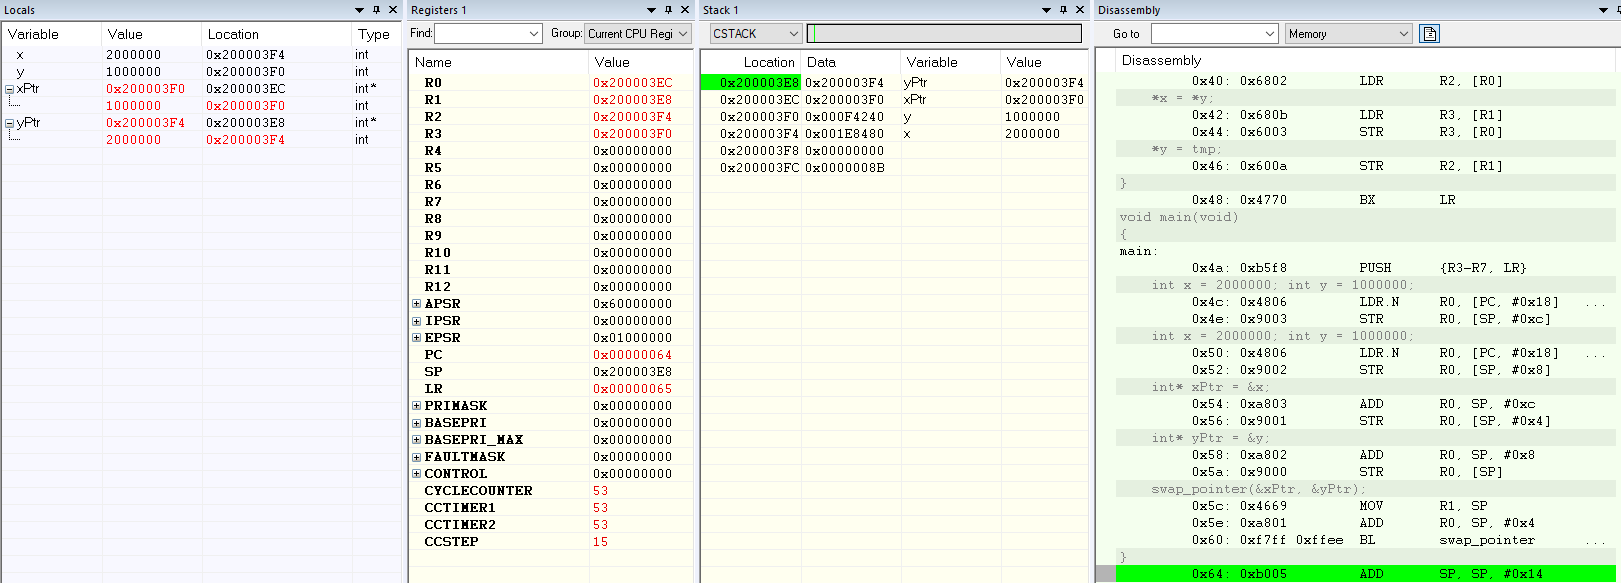 Locals
Variable Value Location Type
x 2000000 0x200003F4 int
y 1000000 0x200003F0 int
xPtr 0x200003F0 0x200003EC int*
1000000 0x200003F0 int
yPtr 0x200003F4 0x200003E8 int*
2000000 0x200003F4 int
Registers 1
Find: Group: Current CPU Regi
Name Value
R0 0x200003EC
R1 0x200003E8
R2 0x200003F4
R3 0x200003F0
R4 0x00000000
R5 0x00000000
R6 0x00000000
R7 0x00000000
R8 0x00000000
R9 0x00000000
R10 0x00000000
R11 0x00000000
R12 0x00000000
APSR 0x60000000
IPSR 0x00000000
EPSR 0x01000000
PC 0x00000064
SP 0x200003E8
LR 0x00000065
PRIMASK 0x00000000
BASEPRI 0x00000000
BASEPRI_MAX 0x00000000
FAULTMASK 0x00000000
CONTROL 0x00000000
CYCLECOUNTER 53
CCTIMER1 53
CCTIMER2 53
CCSTEP 15
Stack 1
CSTACK
Location Data Variable Value
0x200003E8 0x200003F4 yPtr 0x200003F4
0x200003EC 0x200003F0 xPtr 0x200003F0
0x200003F0 0x000F4240 y 1000000
0x200003F4 0x001E8480 x 2000000
0x200003F8 0x00000000
0x200003FC 0x0000008B
Disassembly
Go to Memory
Disassembly
0x40: 0x6802 LDR R2, [R0]
*x = *y;
0x42: 0x680b LDR R3, [R1]
0x44: 0x6003 STR R3, [R0]
*y = tmp;
0x46: 0x600a STR R2, [R1]
}
0x48: 0x4770 BX LR
void main(void)
{
main:
0x4a: 0xb5f8 PUSH {R3-R7, LR}
int x = 2000000; int y = 1000000;
0x4c: 0x4806 LDR.N R0, [PC, #0x18] ...
0x4e: 0x9003 STR R0, [SP, #0xc]
int x = 2000000; int y = 1000000;
0x50: 0x4806 LDR.N R0, [PC, #0x18] ...
0x52: 0x9002 STR R0, [SP, #0x8]
int* xPtr = &x;
0x54: 0xa803 ADD R0, SP, #0xc
0x56: 0x9001 STR R0, [SP, #0x4]
int* yPtr = &y;
0x58: 0xa802 ADD R0, SP, #0x8
0x5a: 0x9000 STR R0, [SP]
swap_pointer(&xPtr, &yPtr);
0x5c: 0x4669 MOV R1, SP
0x5e: 0xa801 ADD R0, SP, #0x4
0x60: 0xf7ff 0xffee BL swap_pointer ...
}
0x64: 0xb005 ADD SP, SP, #0x14